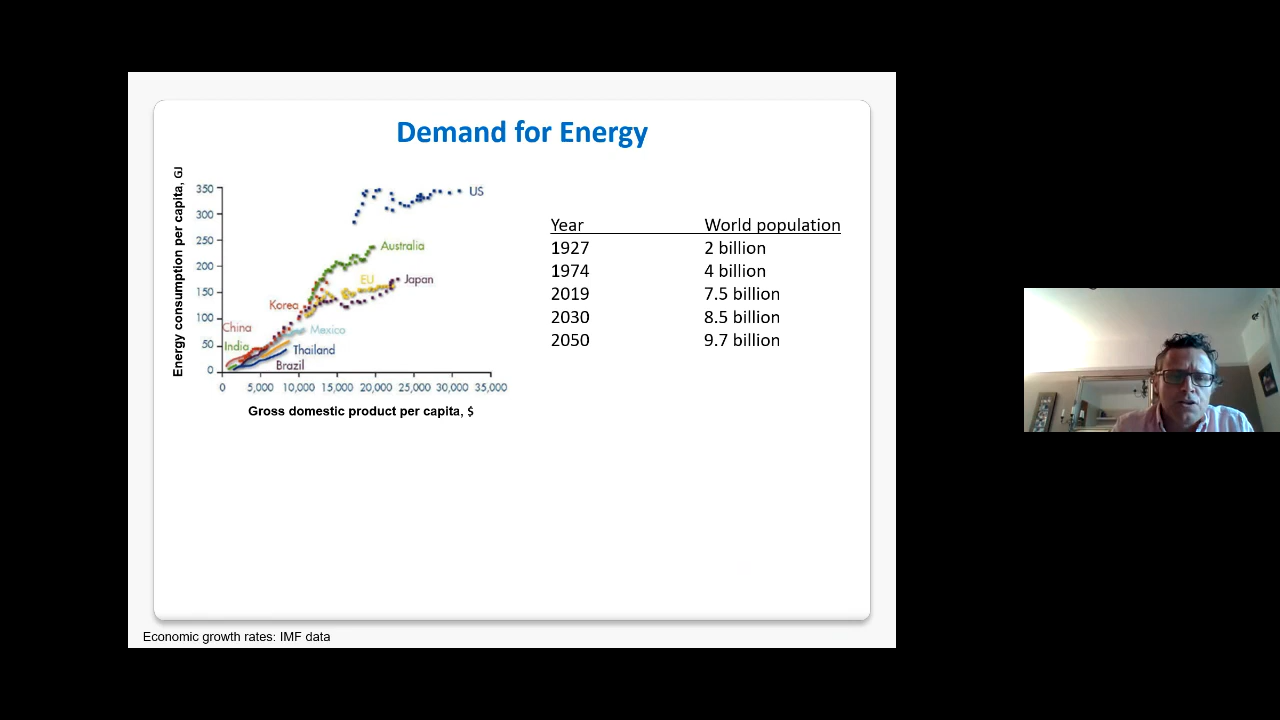 Demand for Energy
Energy consumption per capita, GJ
350
300
250
200
150
100
50
0
US
Australia
EU
Japan
Korea
China
Mexico
India
Thailand
Brazil
0 5,000 10,000 15,000 20,000 25,000 30,000 35,000
Gross domestic product per capita, $
Year World population
1927 2 billion
1974 4 billion
2019 7.5 billion
2030 8.5 billion
2050 9.7 billion
Economic growth rates: IMF data